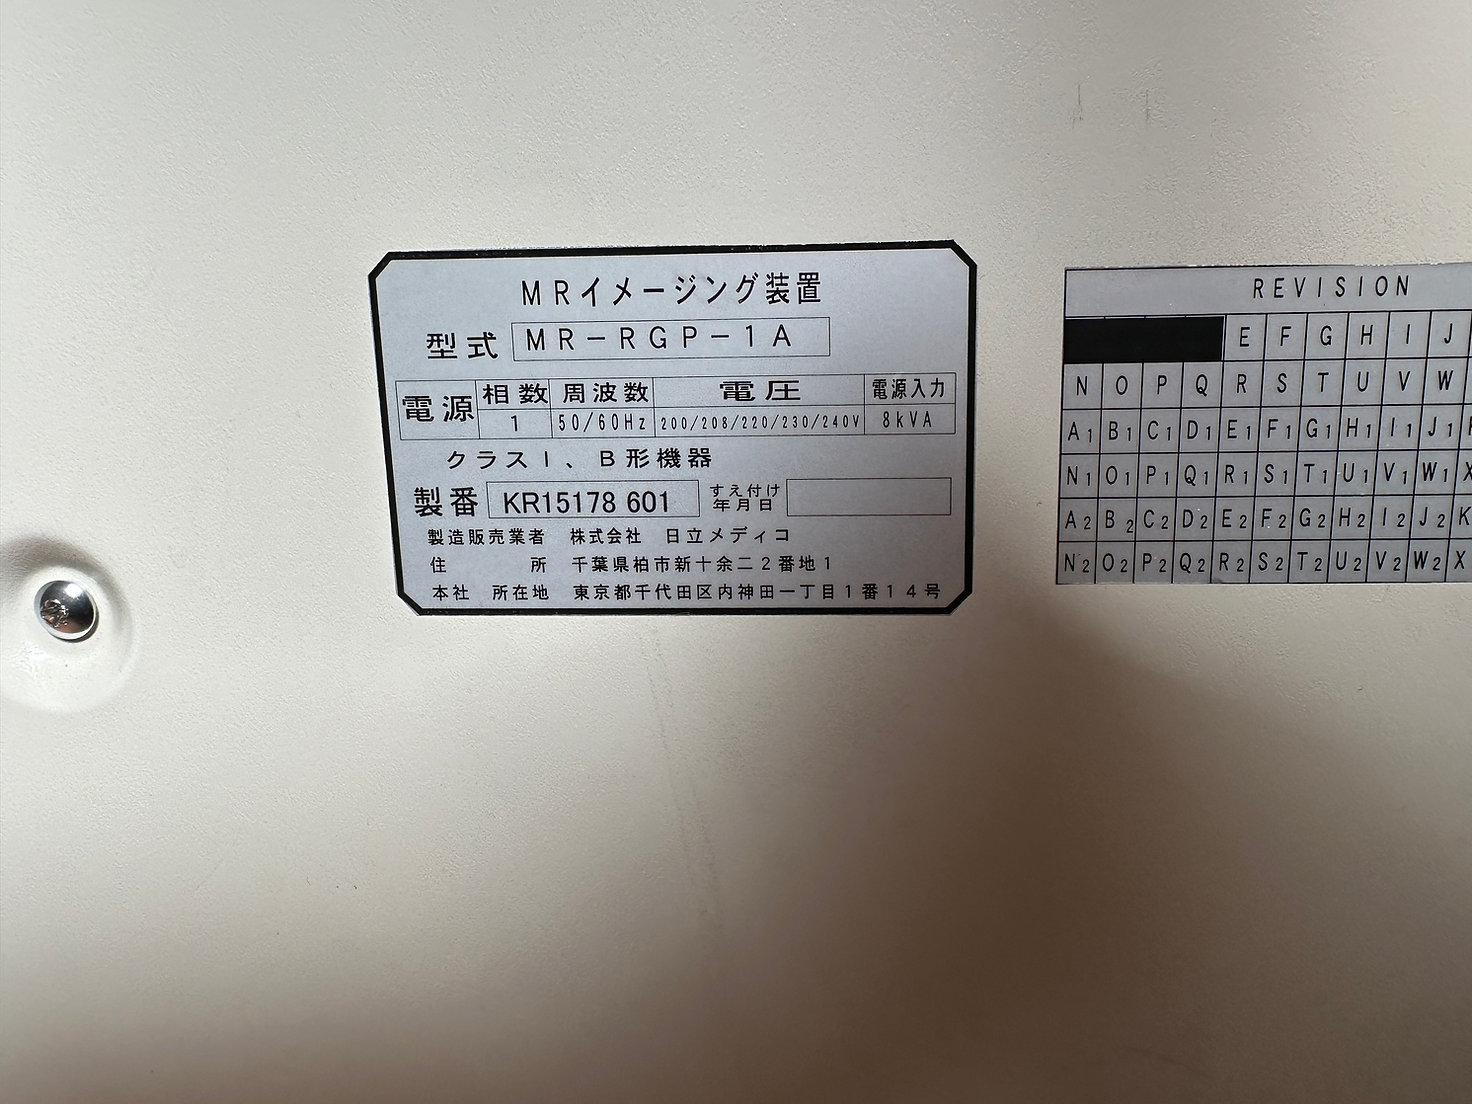 MRイメージング装置
型式 MR-RGP-1A
電源 相数 周波数 電圧 電源入力
1 50/60Hz 200/208/220/230/240V 8kVA
クラスⅠ、B形機器
製番 KR15178 601 すえ付け年月日
製造販売業者 株式会社 日立メディコ
住所 千葉県柏市新十余二2番地1
本社 所在地 東京都千代田区内神田一丁目1番14号
REVISION
E F G H I J
N O P Q R S T U V W
A1 B1 C1 D1 E1 F1 G1 H1 I1 J1
N1 O1 P1 Q1 R1 S1 T1 U1 V1 W1 X
A2 B2 C2 D2 E2 F2 G2 H2 I2 J2 K
N2 O2 P2 Q2 R2 S2 T2 U2 V2 W2 X